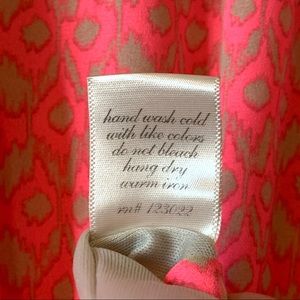 hand wash cold
with like colors
do not bleach
hang dry
warm iron
rn# 123022